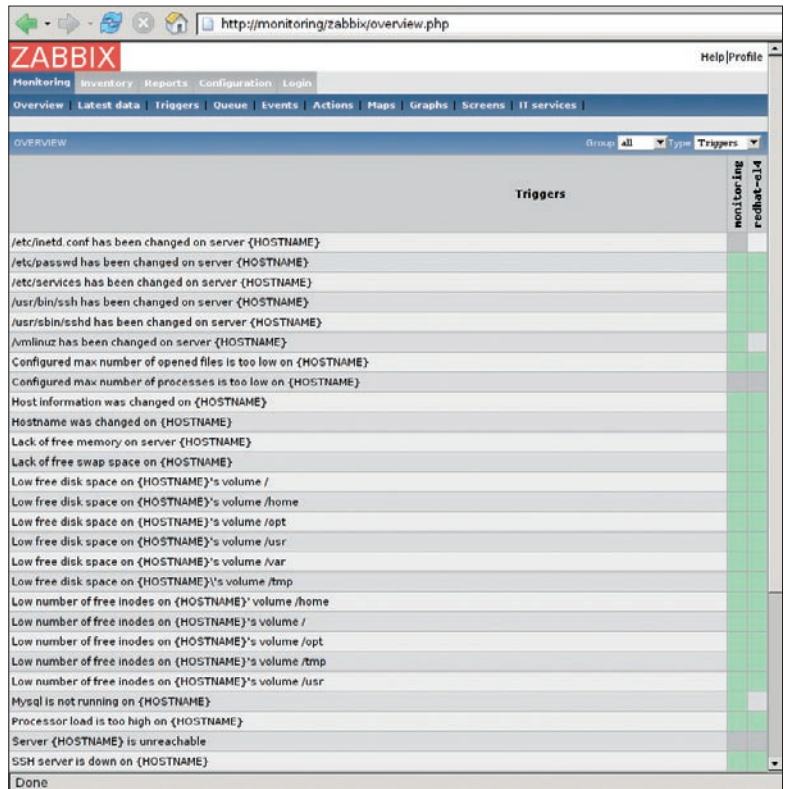 http://monitoring/zabbix/overview.php
ZABBIX
Help|Profile
Monitoring Inventory Reports Configuration Login
Overview | Latest data | Triggers | Queue | Events | Actions | Maps | Graphs | Screens | IT services |
OVERVIEW Group all Type Triggers
Triggers monitoring redhat-el4
/etc/inetd.conf has been changed on server {HOSTNAME}
/etc/passwd has been changed on server {HOSTNAME}
/etc/services has been changed on server {HOSTNAME}
/usr/bin/ssh has been changed on server {HOSTNAME}
/usr/sbin/sshd has been changed on server {HOSTNAME}
/vmlinuz has been changed on server {HOSTNAME}
Configured max number of opened files is too low on {HOSTNAME}
Configured max number of processes is too low on {HOSTNAME}
Host information was changed on {HOSTNAME}
Hostname was changed on {HOSTNAME}
Lack of free memory on server {HOSTNAME}
Lack of free swap space on {HOSTNAME}
Low free disk space on {HOSTNAME}'s volume /
Low free disk space on {HOSTNAME}'s volume /home
Low free disk space on {HOSTNAME}'s volume /opt
Low free disk space on {HOSTNAME}'s volume /usr
Low free disk space on {HOSTNAME}'s volume /var
Low free disk space on {HOSTNAME}\'s volume /tmp
Low number of free inodes on {HOSTNAME}' volume /home
Low number of free inodes on {HOSTNAME}'s volume /
Low number of free inodes on {HOSTNAME}'s volume /opt
Low number of free inodes on {HOSTNAME}'s volume /tmp
Low number of free inodes on {HOSTNAME}'s volume /usr
Mysql is not running on {HOSTNAME}
Processor load is too high on {HOSTNAME}
Server {HOSTNAME} is unreachable
SSH server is down on {HOSTNAME}
Done